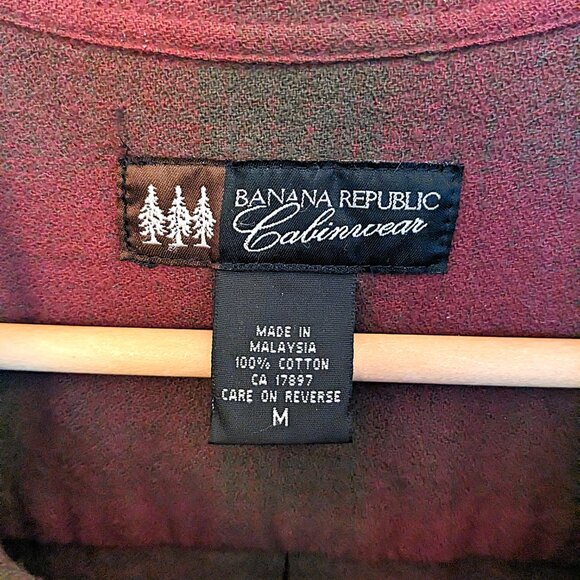 BANANA REPUBLIC
Cabinwear
MADE IN
MALAYSIA
100% COTTON
CA 17897
CARE ON REVERSE
M